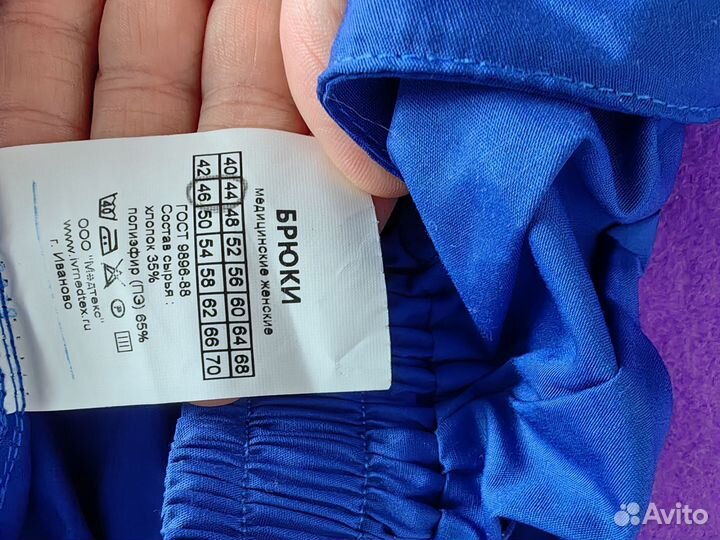 БРЮКИ
медицинские женские
40 44 48 52 56 60 64 68
42 46 50 54 58 62 66 70
ГОСТ 9896-88
Состав сырья :
хлопок 35%
полиэфир (ПЭ) 65%
P
ООО "Медтекс"
www.ivmedtex.ru
г. Иваново
Avito